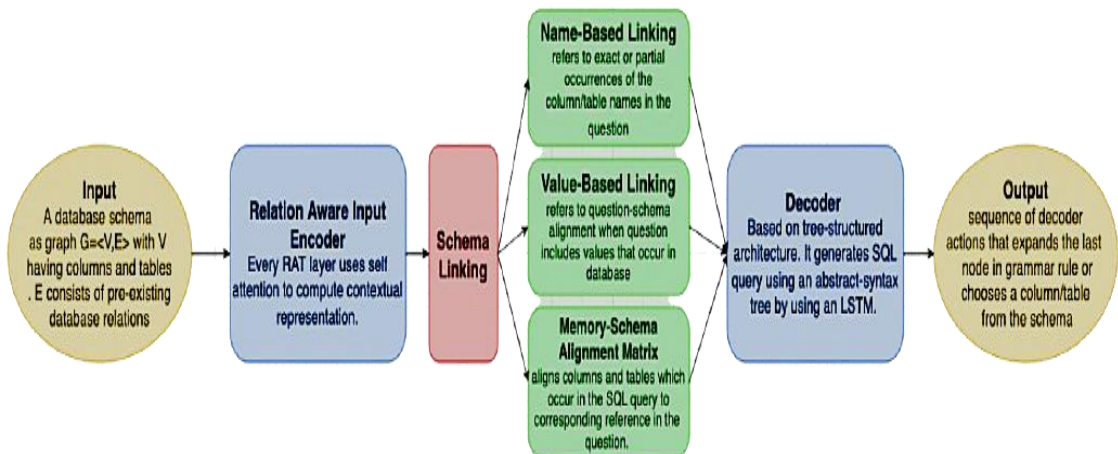 Input
A database schema
as graph G=<V,E> with V
having columns and tables
. E consists of pre-existing
database relations
Relation Aware Input
Encoder
Every RAT layer uses self
attention to compute contextual
representation.
Schema
Linking
Name-Based Linking
refers to exact or partial
occurrences of the
column/table names in the
question
Value-Based Linking
refers to question-schema
alignment when question
includes values that occur in
database
Memory-Schema
Alignment Matrix
aligns columns and tables which
occur in the SQL query to
corresponding reference in the
question.
Decoder
Based on tree-structured
architecture. It generates SQL
query using an abstract-syntax
tree by using an LSTM.
Output
sequence of decoder
actions that expands the last
node in grammar rule or
chooses a column/table
from the schema